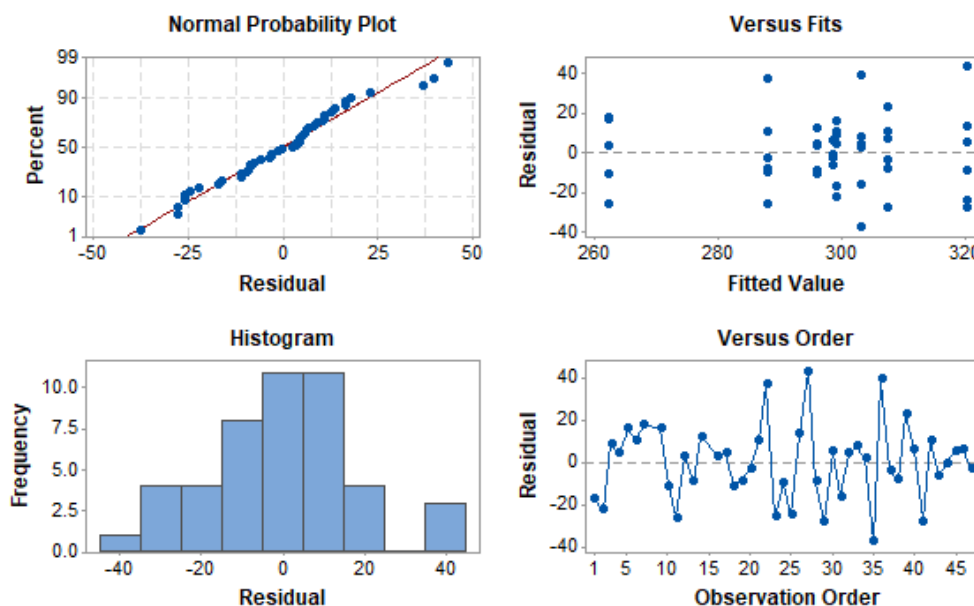 Normal Probability Plot
99
90
50
10
1
Percent
-50 -25 0 25 50
Residual
Versus Fits
40
20
0
-20
-40
Residual
260 280 300 320
Fitted Value
Histogram
10.0
7.5
5.0
2.5
0.0
Frequency
-40 -20 0 20 40
Residual
Versus Order
40
20
0
-20
-40
Residual
1 5 10 15 20 25 30 35 40 45
Observation Order